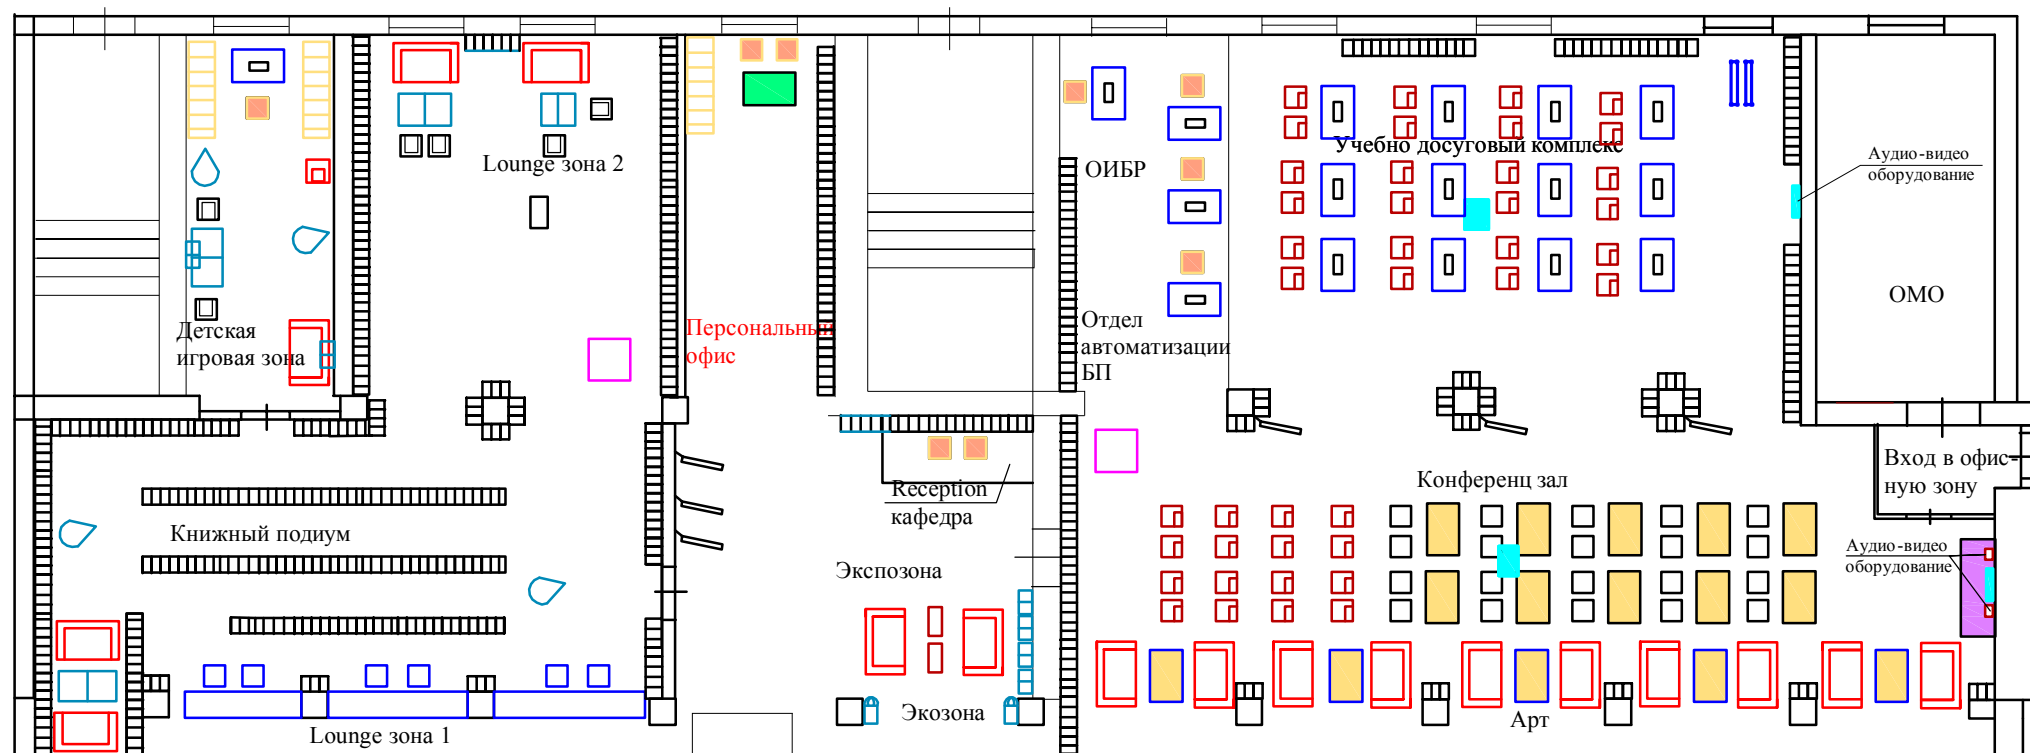 Lounge зона 2
ОИБР
Учебно досуговый комплекс
Аудио-видео
оборудование
ОМО
Детская
игровая зона
Персональный
офис
Отдел
автоматизации
БП
Книжный подиум
Reception
кафедра
Конференц зал
Вход в офис-
ную зону
Аудио-видео
оборудование
Экспозона
Экозона
Арт
Lounge зона 1